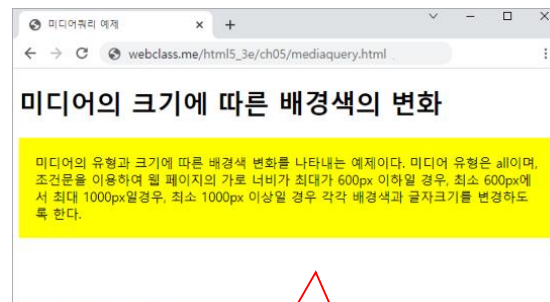 미디어쿼리 예제
webclass.me/html5_3e/ch05/mediaquery.html
미디어의 크기에 따른 배경색의 변화
미디어의 유형과 크기에 따른 배경색 변화를 나타내는 예제이다. 미디어 유형은 all이며,
조건문을 이용하여 웹 페이지의 가로 너비가 최대가 600px 이하일 경우, 최소 600px에
서 최대 1000px일경우, 최소 1000px 이상일 경우 각각 배경색과 글자크기를 변경하도
록 한다.